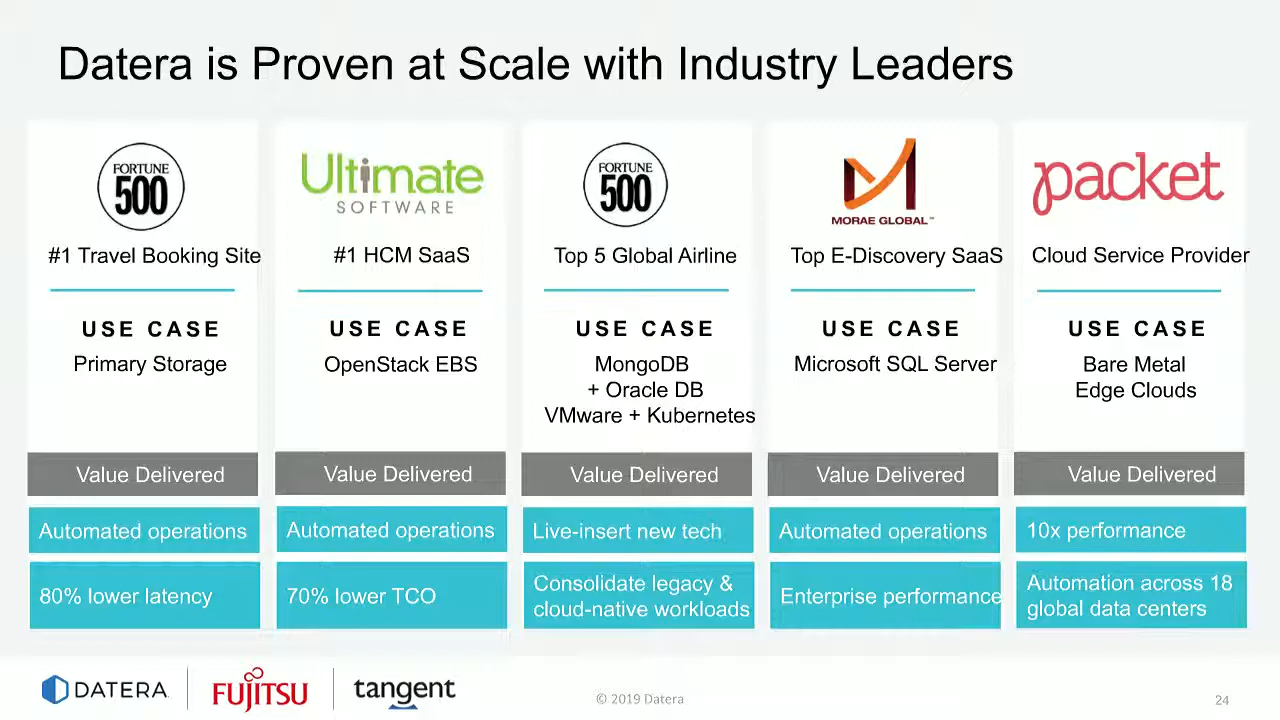 Datera is Proven at Scale with Industry Leaders
FORTUNE
500
#1 Travel Booking Site
USE CASE
Primary Storage
Value Delivered
Automated operations
80% lower latency
Ultimate
SOFTWARE
#1 HCM SaaS
USE CASE
OpenStack EBS
Value Delivered
Automated operations
70% lower TCO
FORTUNE
500
Top 5 Global Airline
USE CASE
MongoDB
+ Oracle DB
VMware + Kubernetes
Value Delivered
Live-insert new tech
Consolidate legacy &
cloud-native workloads
MORAE GLOBAL™
Top E-Discovery SaaS
USE CASE
Microsoft SQL Server
Value Delivered
Automated operations
Enterprise performance
packet
Cloud Service Provider
USE CASE
Bare Metal
Edge Clouds
Value Delivered
10x performance
Automation across 18
global data centers
DATERA
FUJITSU
tangent
© 2019 Datera
24